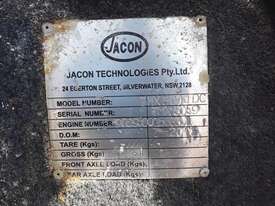 JACON
JACON TECHNOLOGIES Pty.Ltd.
24 EGERTON STREET, SILVERWATER, NSW,2128
MODEL NUMBER:
SERIAL NUMBER
ENGINE NUMBER
D.O.M:
TARE (Kgs):
GROSS (Kgs)
FRONT AXLE LOAD (Kgs):
REAR AXLE LOAD (Kgs):